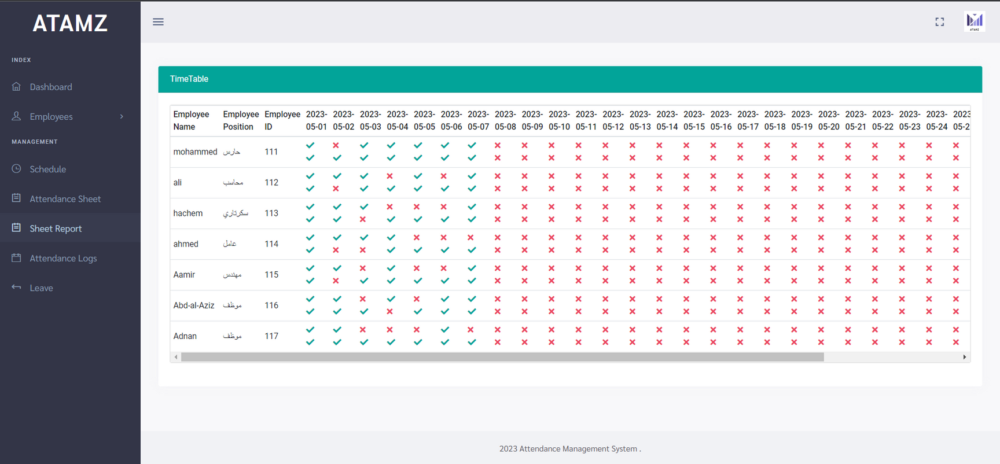 ATAMZ
INDEX
Dashboard
Employees
MANAGEMENT
Schedule
Attendance Sheet
Sheet Report
Attendance Logs
Leave
ATAMZ
TimeTable
Employee Name Employee Position Employee ID 2023-05-01 2023-05-02 2023-05-03 2023-05-04 2023-05-05 2023-05-06 2023-05-07 2023-05-08 2023-05-09 2023-05-10 2023-05-11 2023-05-12 2023-05-13 2023-05-14 2023-05-15 2023-05-16 2023-05-17 2023-05-18 2023-05-19 2023-05-20 2023-05-21 2023-05-22 2023-05-23 2023-05-24 2023 05-2
mohammed حارس 111
ali محاسب 112
hachem سكرتاري 113
ahmed عامل 114
Aamir مهندس 115
Abd-al-Aziz موظف 116
Adnan موظف 117
2023 Attendance Management System .